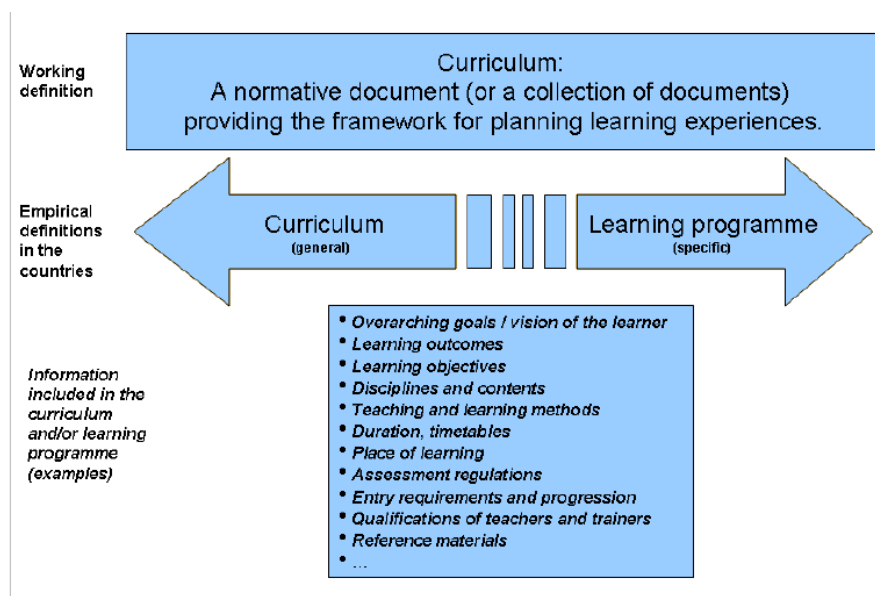 Working
definition
Curriculum:
A normative document (or a collection of documents)
providing the framework for planning learning experiences.
Empirical
definitions
in the
countries
Curriculum
(general)
Learning programme
(specific)
Information
included in the
curriculum
and/or learning
programme
(examples)
• Overarching goals / vision of the learner
• Learning outcomes
• Learning objectives
• Disciplines and contents
• Teaching and learning methods
• Duration, timetables
• Place of learning
• Assessment regulations
• Entry requirements and progression
• Qualifications of teachers and trainers
• Reference materials
• ...